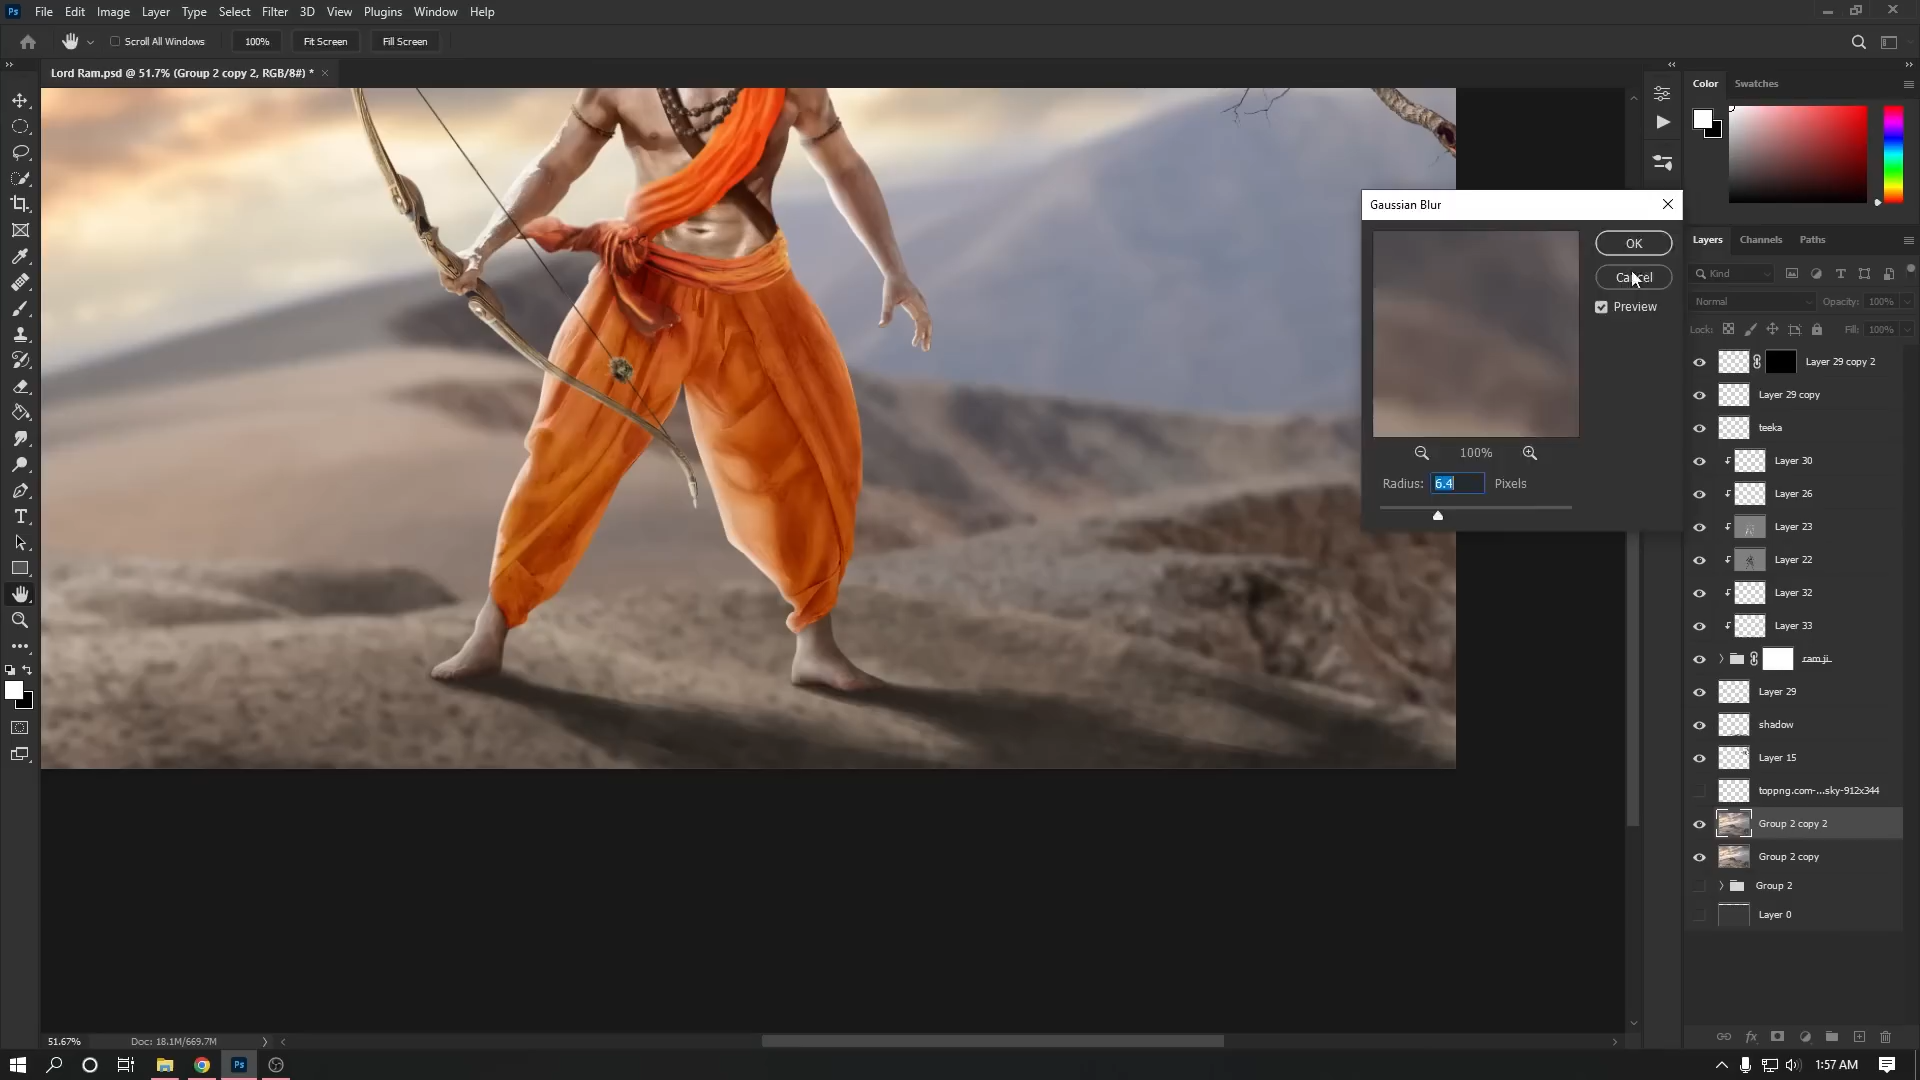 Ps File Edit Image Layer Type Select Filter 3D View Plugins Window Help
Scroll All Windows 100% Fit Screen Fill Screen
Lord Ram.psd @ 51.7% (Group 2 copy 2, RGB/8#) * ×
Color Swatches
Gaussian Blur
OK
Cancel
Preview
100%
Radius: 6.4 Pixels
Layers Channels Paths
Kind
Normal Opacity: 100%
Lock: Fill: 100%
Layer 29 copy 2
Layer 29 copy
teeka
Layer 30
Layer 26
Layer 23
Layer 22
Layer 32
Layer 33
ram ji
Layer 29
shadow
Layer 15
toppng.com-...sky-912x344
Group 2 copy 2
Group 2 copy
Group 2
Layer 0
51.67% Doc: 18.1M/669.7M
Ps
1:57 AM